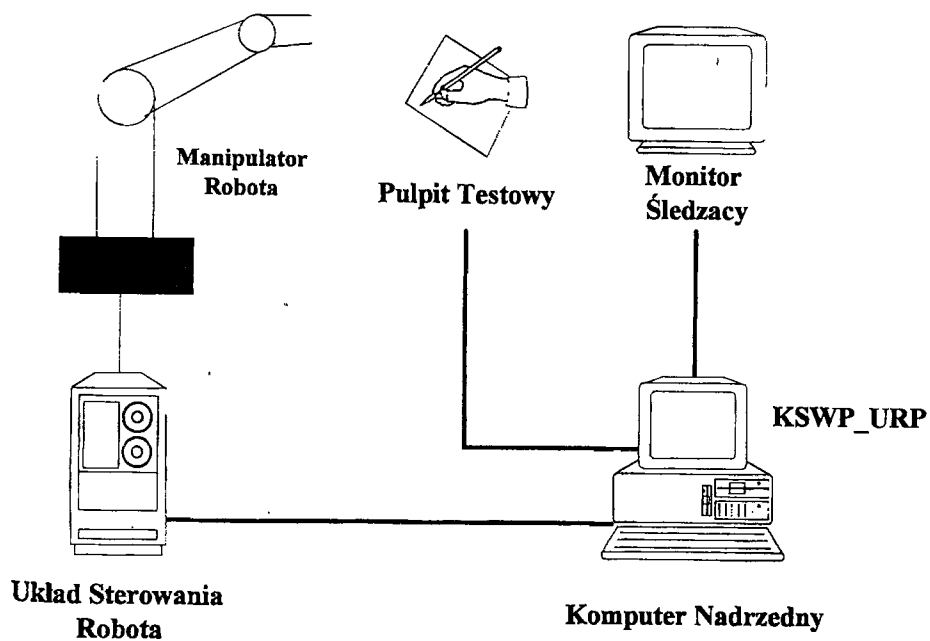 Manipulator
Robota
Pulpit Testowy
Monitor
Śledzacy
KSWP_URP
Układ Sterowania
Robota
Komputer Nadrzedny